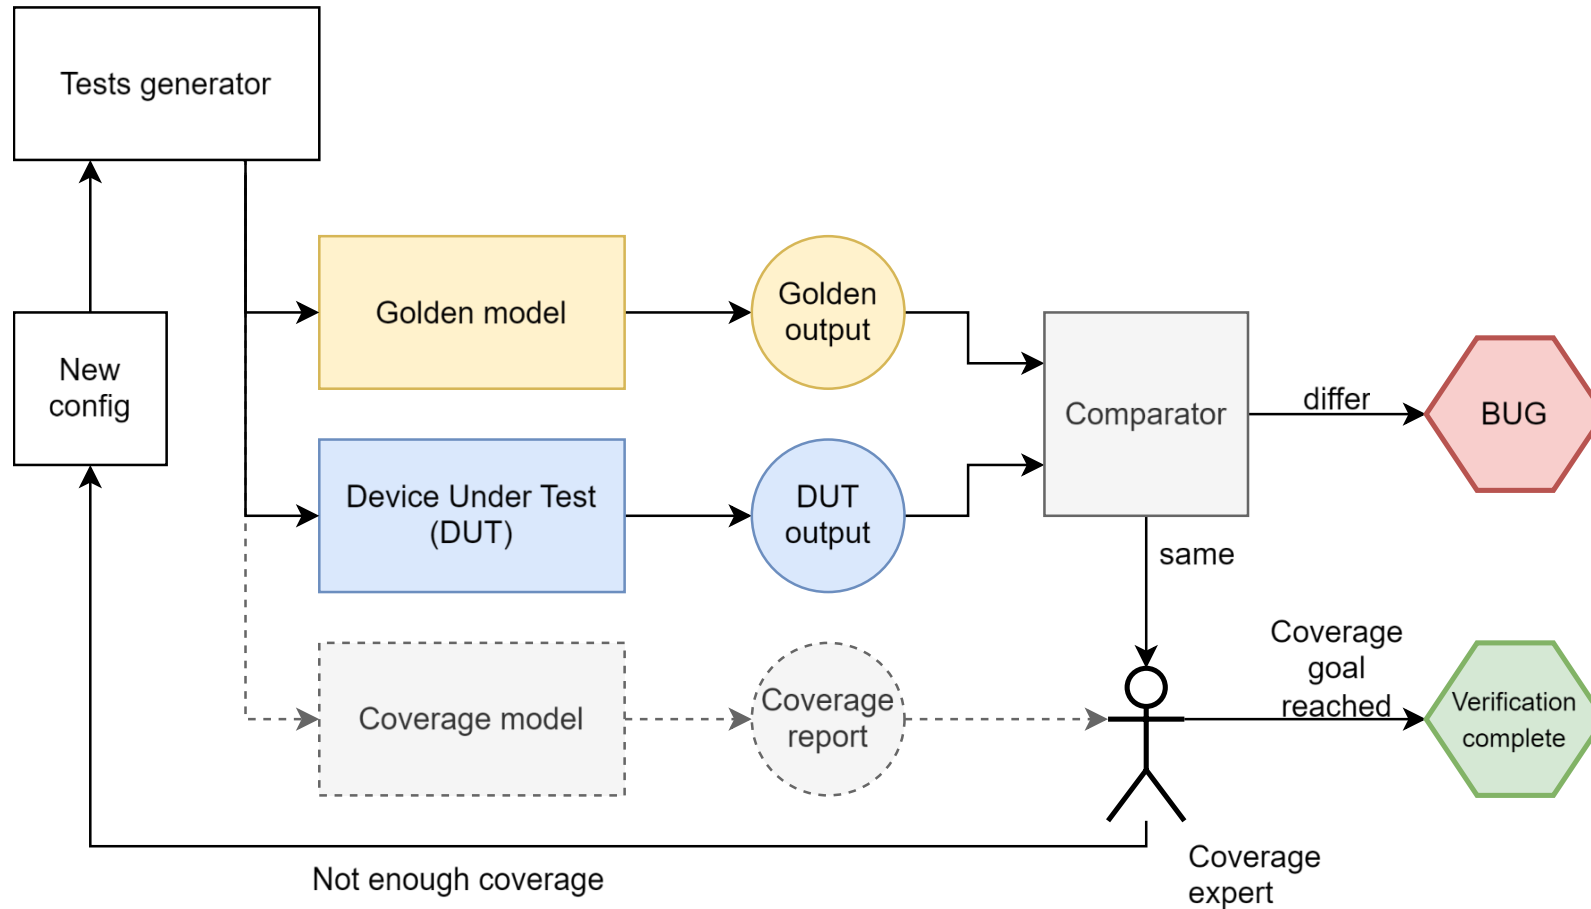 Tests generator
Golden model
Golden
output
New
config
Comparator
differ
BUG
Device Under Test
(DUT)
DUT
output
same
Coverage model
Coverage
report
Coverage
goal
reached
Verification
complete
Not enough coverage
Coverage
expert